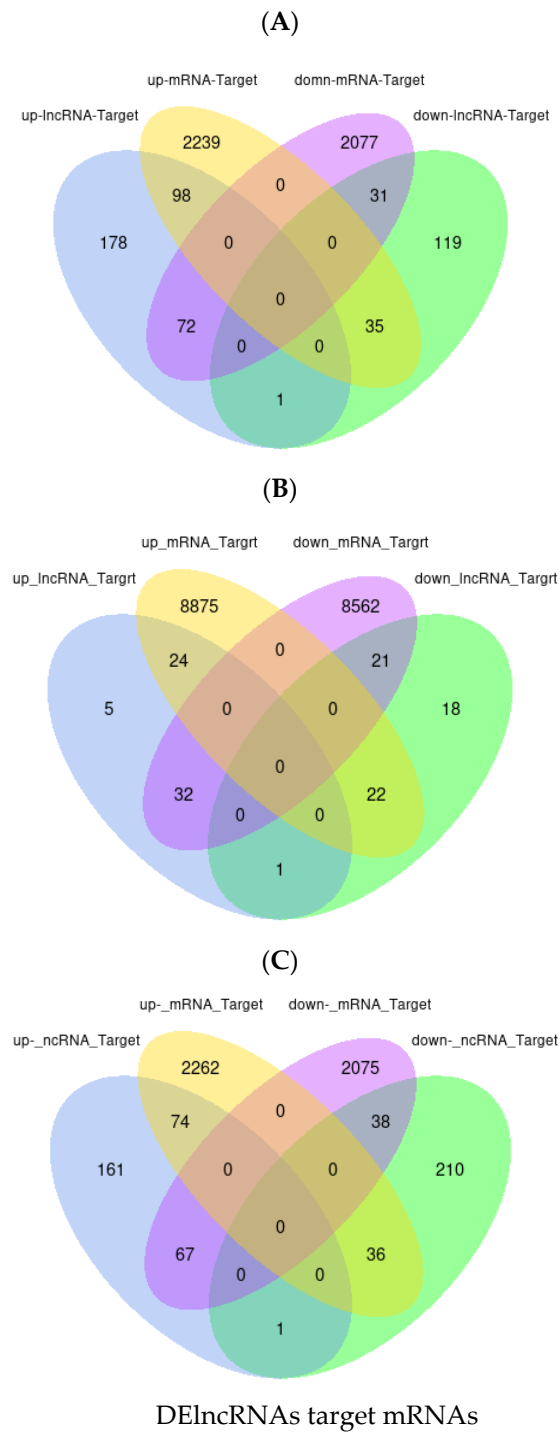 (A)
up-mRNA-Target domn-mRNA-Target
up-lncRNA-Target down-lncRNA-Target
2239 2077
98 0 31
178 0 0 119
0
72 35
0 0
1
(B)
up_mRNA_Targrt down_mRNA_Targrt
up_lncRNA_Targrt down_lncRNA_Targrt
8875 8562
24 0 21
5 0 0 18
0
32 22
0 0
1
(C)
up-_mRNA_Target down-_mRNA_Target
up-_ncRNA_Target down-_ncRNA_Target
2262 2075
74 0 38
161 0 0 210
0
67 36
0 0
1
DElncRNAs target mRNAs